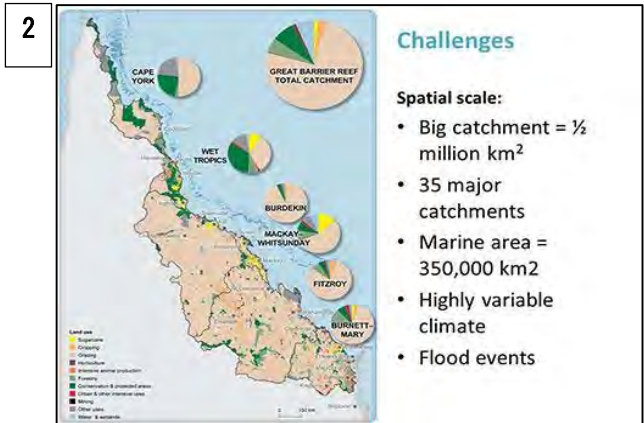 2
Challenges
Spatial scale:
• Big catchment = ½
million km²
• 35 major
catchments
• Marine area =
350,000 km2
• Highly variable
climate
• Flood events
GREAT BARRIER REEF
TOTAL CATCHMENT
CAPE
YORK
WET
TROPICS
BURDEKIN
MACKAY-
WHITSUNDAY
FITZROY
BURNETT-
MARY
Land use
Sugarcane
Cropping
Grazing
Horticulture
Intensive animal production
Forestry
Conservation & protected areas
Urban & other intensive uses
Mining
Other uses
Water & wetlands